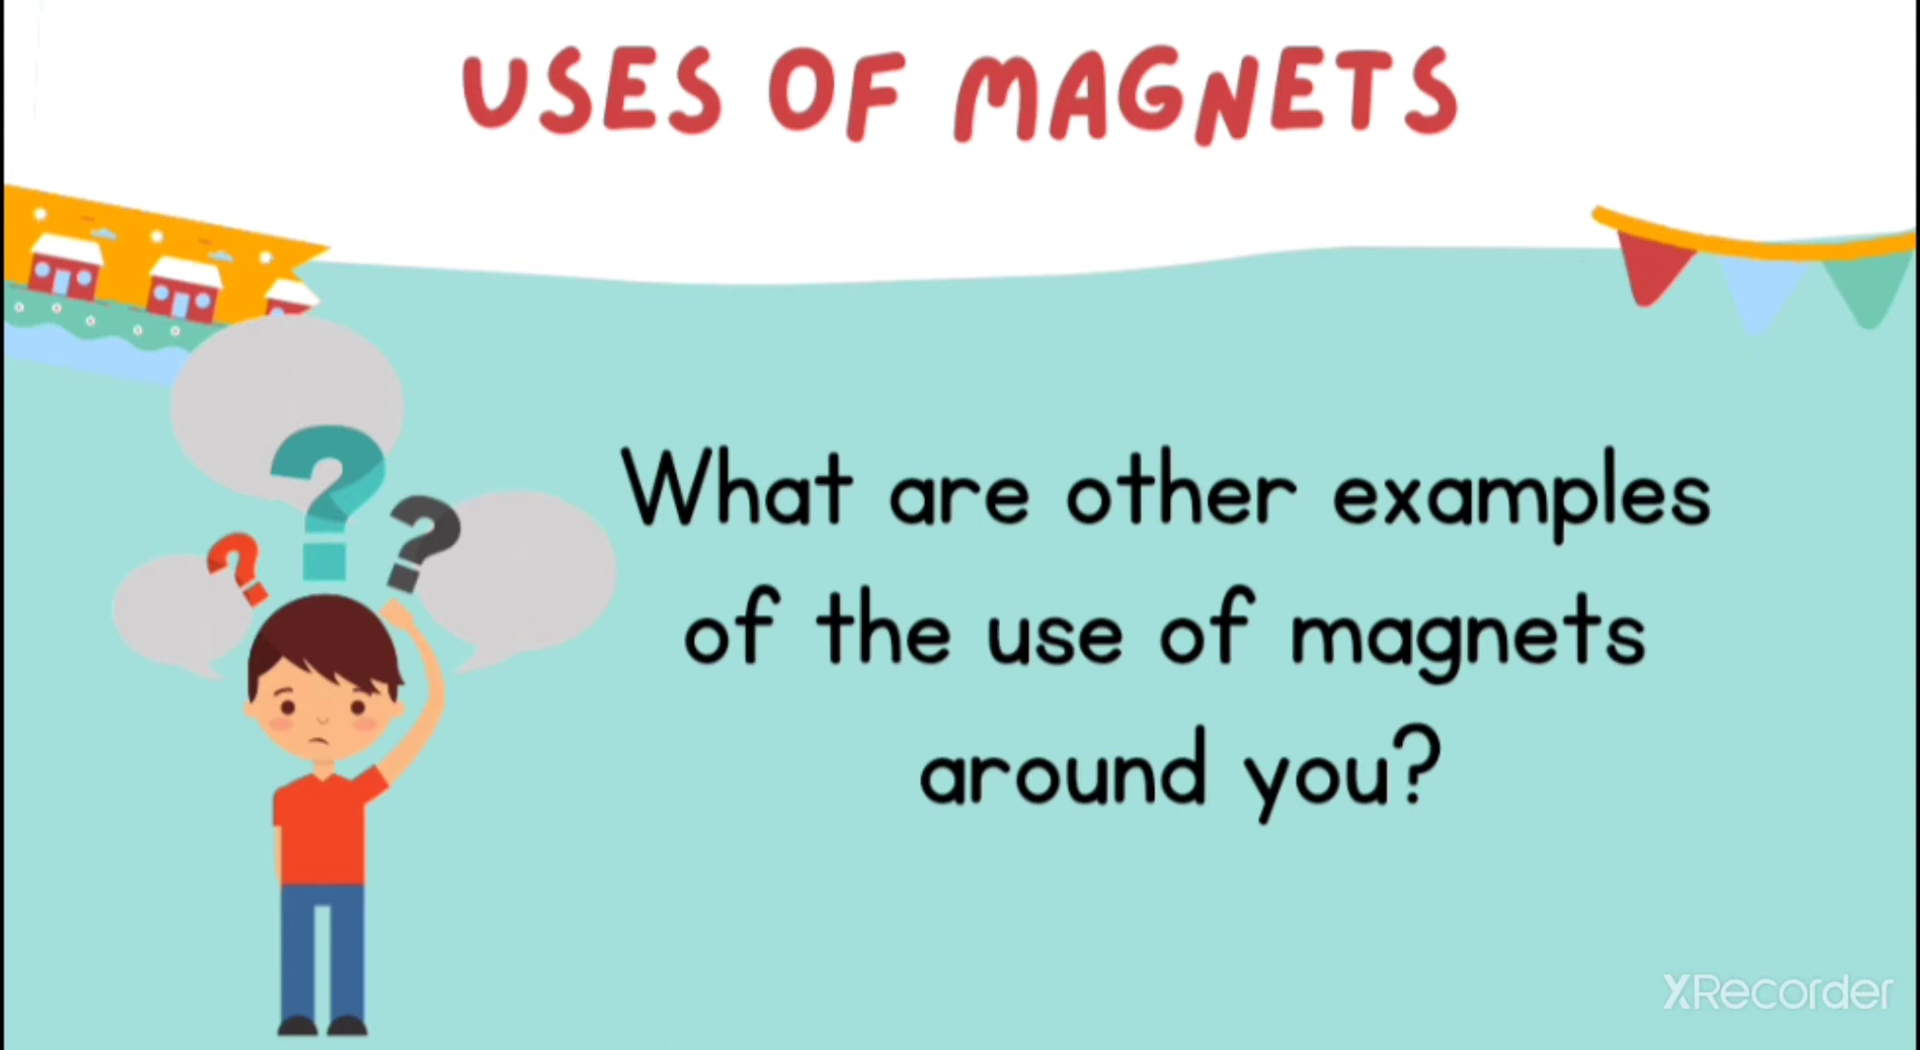 USES OF MAGNETS
What are other examples
of the use of magnets
around you?
XRecorder